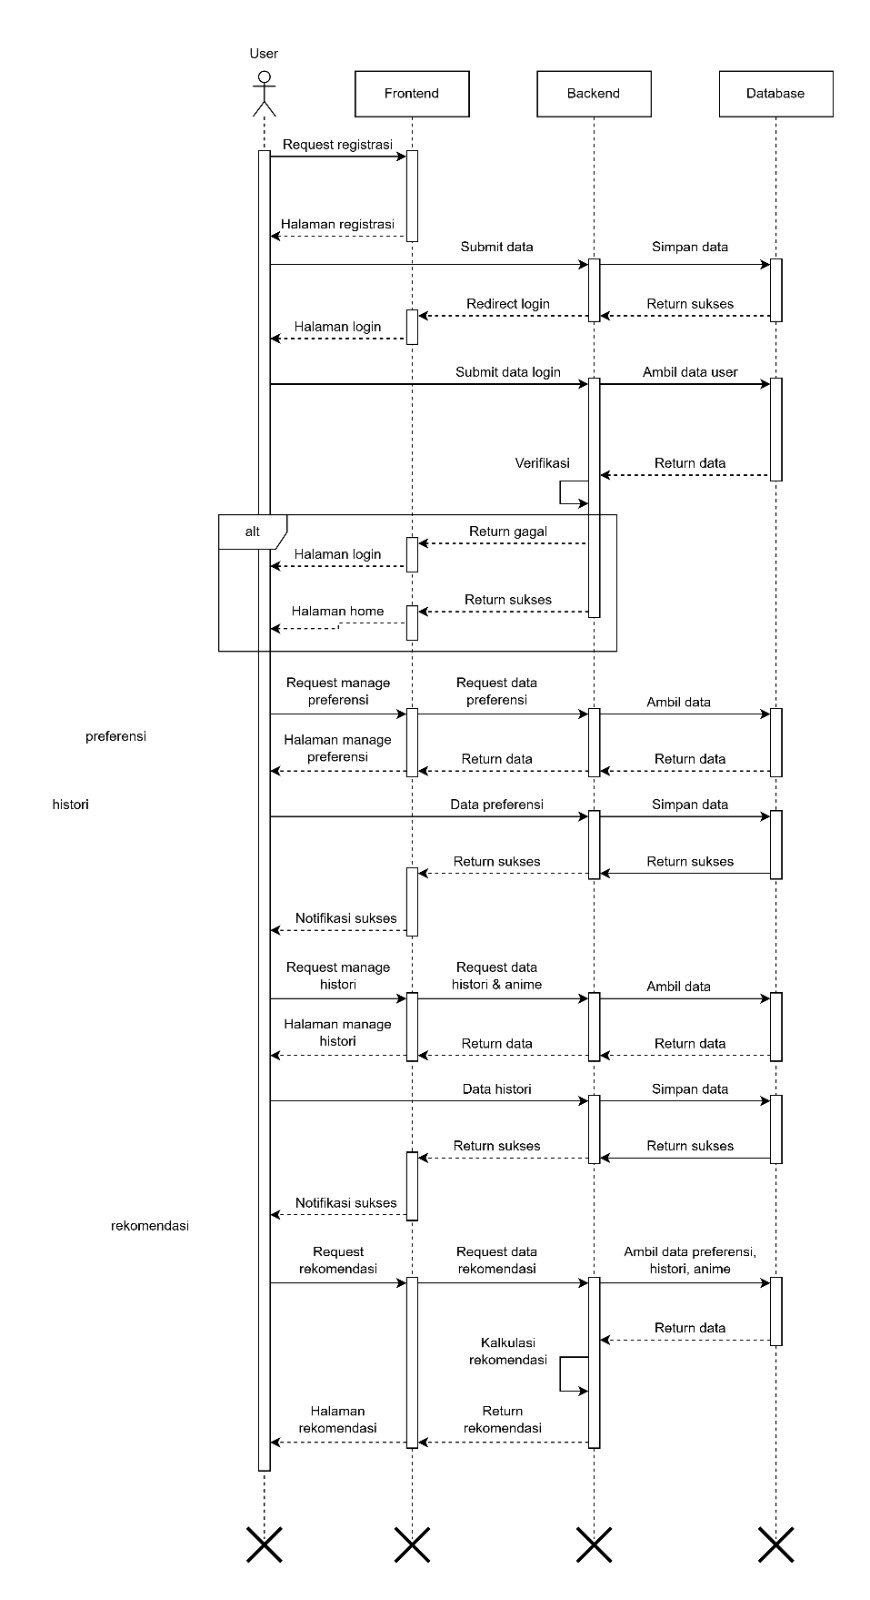 User
Frontend
Backend
Database
Request registrasi
Halaman registrasi
Submit data
Simpan data
Redirect login
Return sukses
Halaman login
Submit data login
Ambil data user
Verifikasi
Return data
alt
Return gagal
Halaman login
Return sukses
Halaman home
Request manage
preferensi
Request data
preferensi
Ambil data
preferensi
Halaman manage
preferensi
Return data
Return data
histori
Data preferensi
Simpan data
Return sukses
Return sukses
Notifikasi sukses
Request manage
histori
Request data
histori & anime
Ambil data
Halaman manage
histori
Return data
Return data
Data histori
Simpan data
Return sukses
Return sukses
Notifikasi sukses
rekomendasi
Request
rekomendasi
Request data
rekomendasi
Ambil data preferensi,
histori, anime
Return data
Kalkulasi
rekomendasi
Halaman
rekomendasi
Return
rekomendasi